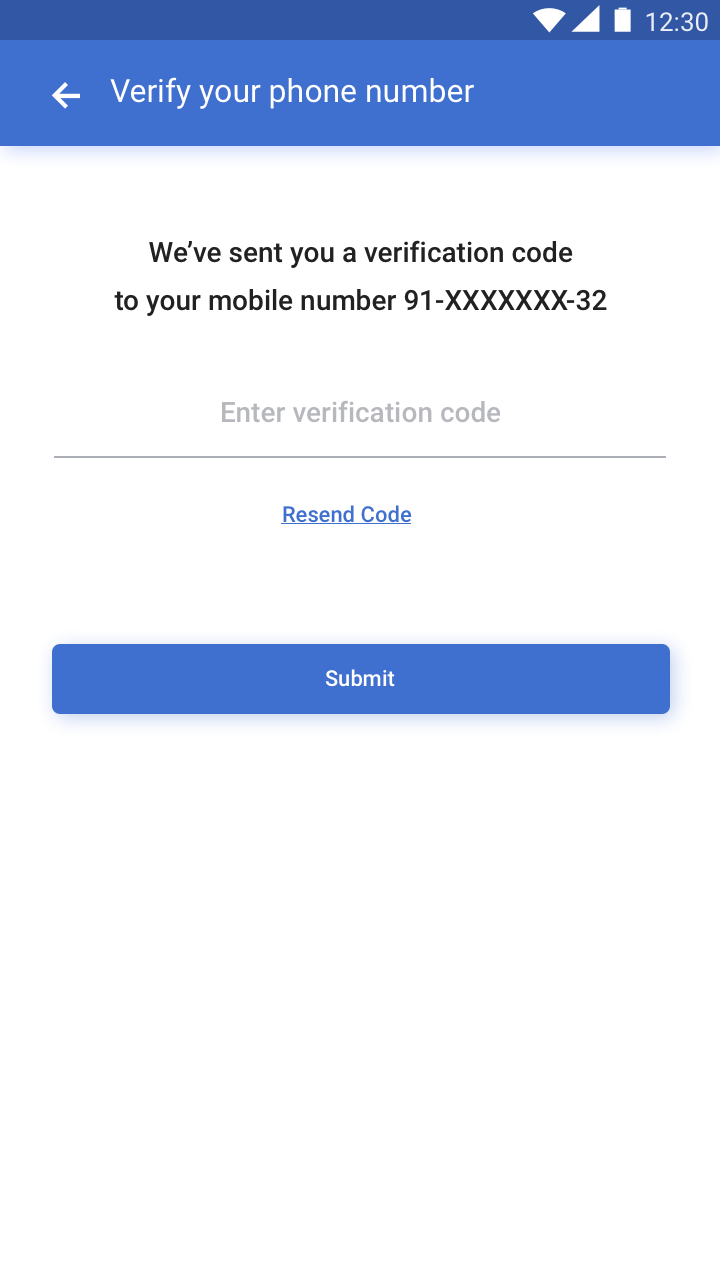 12:30
Verify your phone number
We’ve sent you a verification code
to your mobile number 91-XXXXXXX-32
Enter verification code
Resend Code
Submit